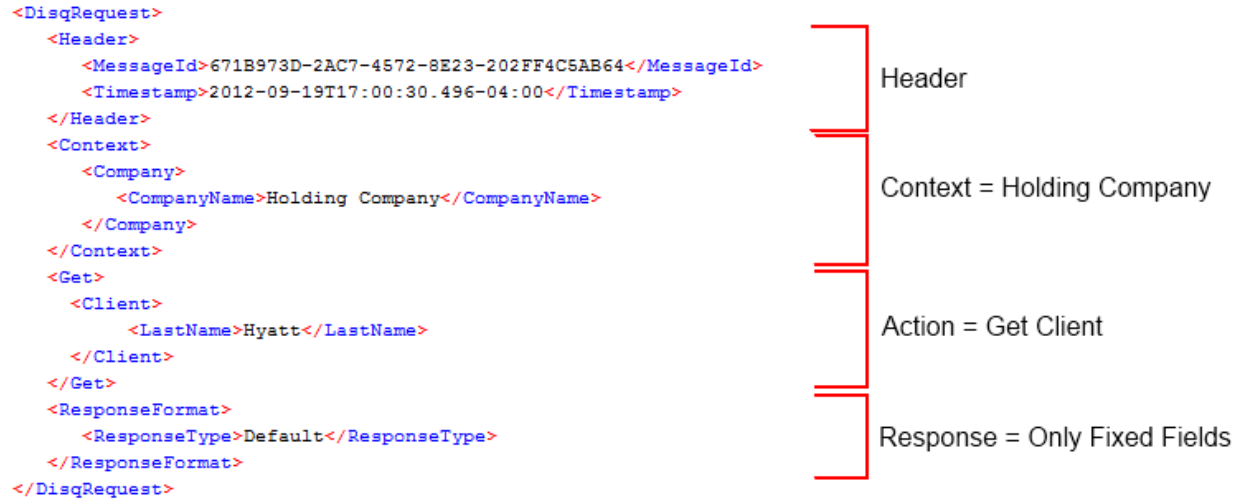 <DisqRequest>
<Header>
<MessageId>671B973D-2AC7-4572-8E23-202FF4C5AB64</MessageId>
<Timestamp>2012-09-19T17:00:30.496-04:00</Timestamp>
</Header>
Header
<Context>
<Company>
<CompanyName>Holding Company</CompanyName>
</Company>
</Context>
Context = Holding Company
<Get>
<Client>
<LastName>Hyatt</LastName>
</Client>
</Get>
Action = Get Client
<ResponseFormat>
<ResponseType>Default</ResponseType>
</ResponseFormat>
Response = Only Fixed Fields
</DisqRequest>